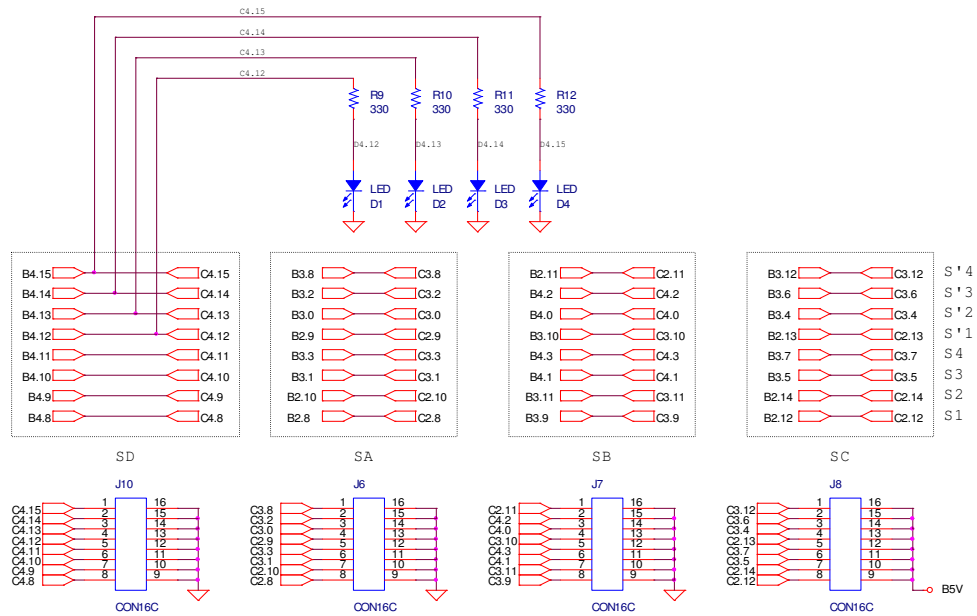 C4.15
C4.14
C4.13
C4.12
R9 R10 R11 R12
330 330 330 330
D4.12 D4.13 D4.14 D4.15
LED LED LED LED
D1 D2 D3 D4
B4.15 C4.15 B3.8 C3.8 B2.11 C2.11 B3.12 C3.12 S'4
B4.14 C4.14 B3.2 C3.2 B4.2 C4.2 B3.6 C3.6 S'3
B4.13 C4.13 B3.0 C3.0 B4.0 C4.0 B3.4 C3.4 S'2
B4.12 C4.12 B2.9 C2.9 B3.10 C3.10 B2.13 C2.13 S'1
B4.11 C4.11 B3.3 C3.3 B4.3 C4.3 B3.7 C3.7 S4
B4.10 C4.10 B3.1 C3.1 B4.1 C4.1 B3.5 C3.5 S3
B4.9 C4.9 B2.10 C2.10 B3.11 C3.11 B2.14 C2.14 S2
B4.8 C4.8 B2.8 C2.8 B3.9 C3.9 B2.12 C2.12 S1
SD SA SB SC
J10 J6 J7 J8
C4.15 1 16 C3.8 1 16 C2.11 1 16 C3.12 1 16
C4.14 2 15 C3.2 2 15 C4.2 2 15 C3.6 2 15
C4.13 3 14 C3.0 3 14 C4.0 3 14 C3.4 3 14
C4.12 4 13 C2.9 4 13 C3.10 4 13 C2.13 4 13
C4.11 5 12 C3.3 5 12 C4.3 5 12 C3.7 5 12
C4.10 6 11 C3.1 6 11 C4.1 6 11 C3.5 6 11
C4.9 7 10 C2.10 7 10 C3.11 7 10 C2.14 7 10
C4.8 8 9 C2.8 8 9 C3.9 8 9 C2.12 8 9
B5V
CON16C CON16C CON16C CON16C